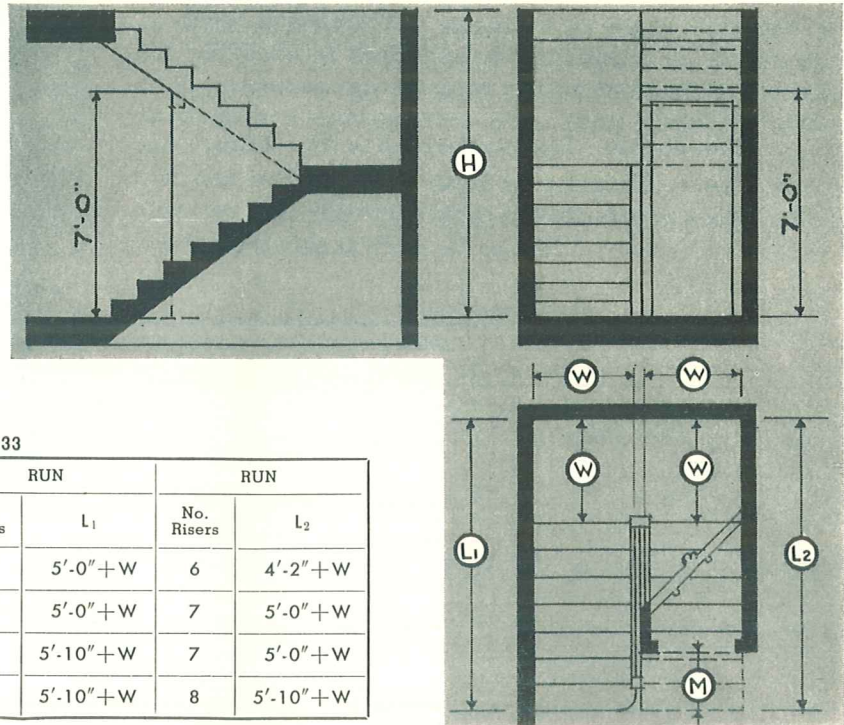 H
7'-0"
7'-0"
W W
W W
L1 L2
M
33
RUN RUN
s L1 No. Risers L2
5'-0"+W 6 4'-2"+W
5'-0"+W 7 5'-0"+W
5'-10"+W 7 5'-0"+W
5'-10"+W 8 5'-10"+W